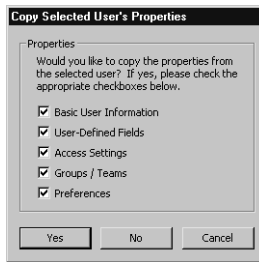 Copy Selected User's Properties
Properties
Would you like to copy the properties from
the selected user? If yes, please check the
appropriate checkboxes below.
Basic User Information
User-Defined Fields
Access Settings
Groups / Teams
Preferences
Yes
No
Cancel